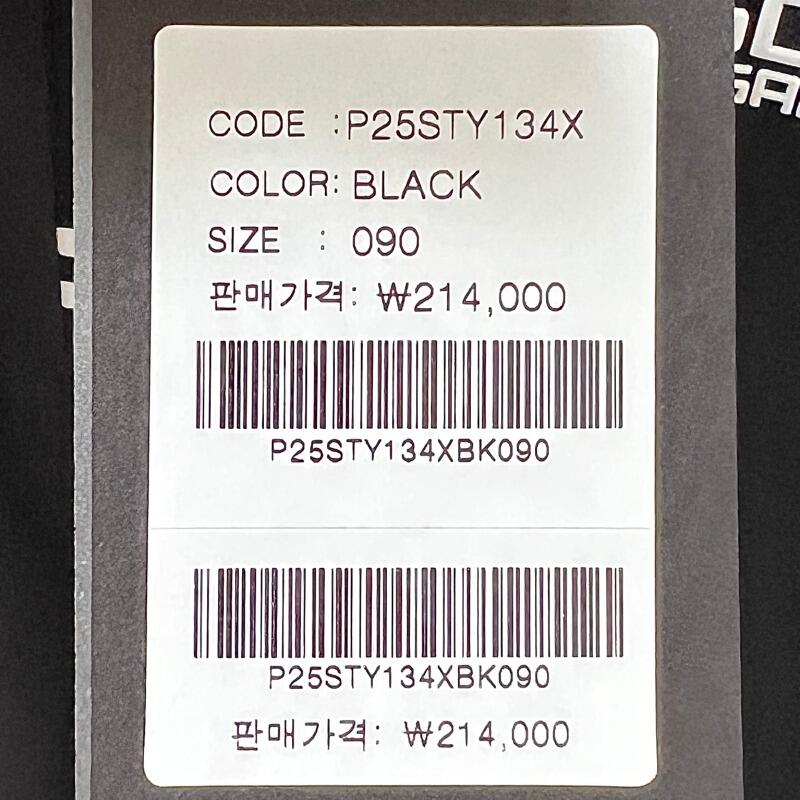 CODE : P25STY134X
COLOR: BLACK
SIZE : 090
판매가격: ₩214,000
P25STY134XBK090
P25STY134XBK090
판매가격: ₩214,000